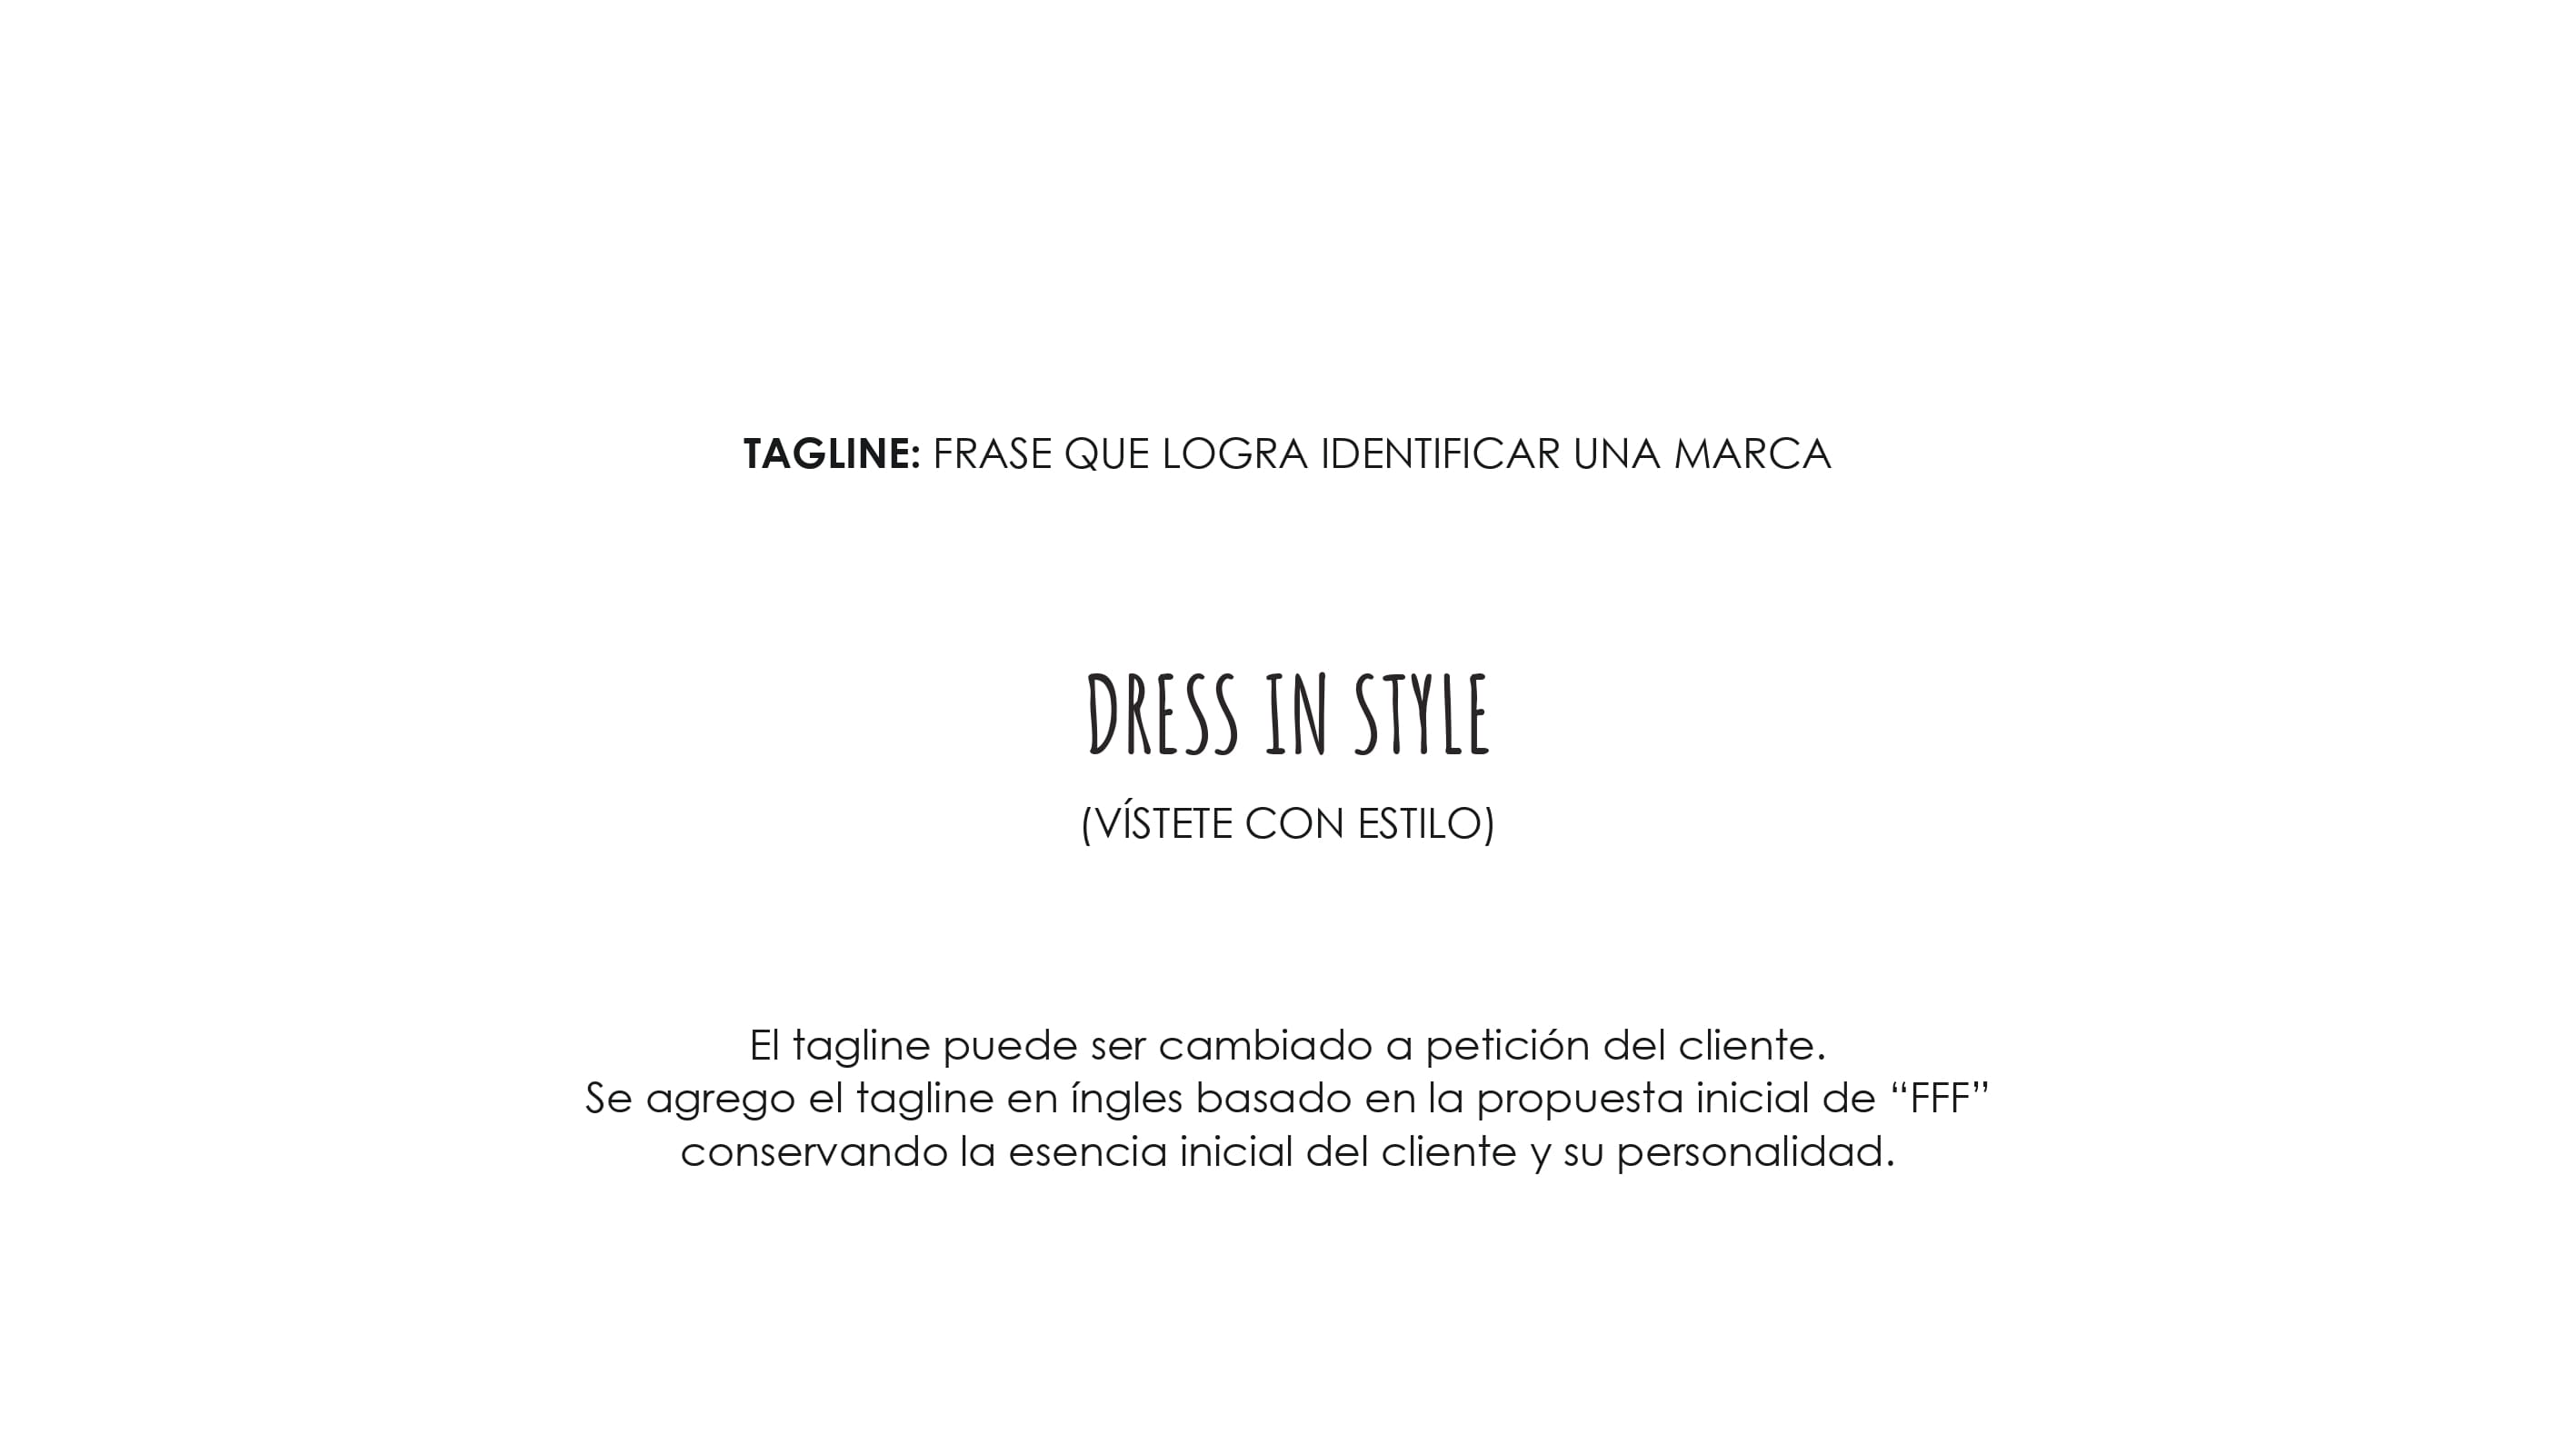 TAGLINE: FRASE QUE LOGRA IDENTIFICAR UNA MARCA
DRESS IN STYLE
(VÍSTETE CON ESTILO)
El tagline puede ser cambiado a petición del cliente.
Se agrego el tagline en íngles basado en la propuesta inicial de “FFF”
conservando la esencia inicial del cliente y su personalidad.